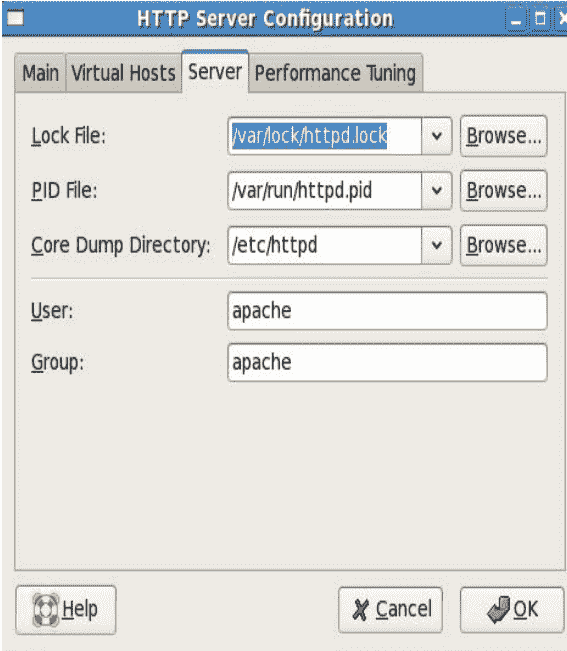 HTTP Server Configuration
Main Virtual Hosts Server Performance Tuning
Lock File: /var/lock/httpd.lock Browse...
PID File: /var/run/httpd.pid Browse...
Core Dump Directory: /etc/httpd Browse...
User: apache
Group: apache
Help Cancel OK